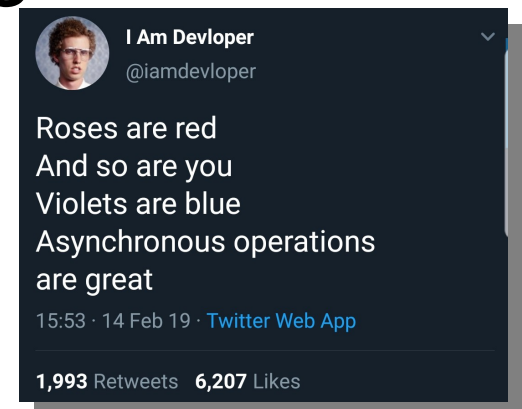 I Am Devloper
@iamdevloper
Roses are red
And so are you
Violets are blue
Asynchronous operations
are great
15:53 · 14 Feb 19 · Twitter Web App
1,993 Retweets 6,207 Likes